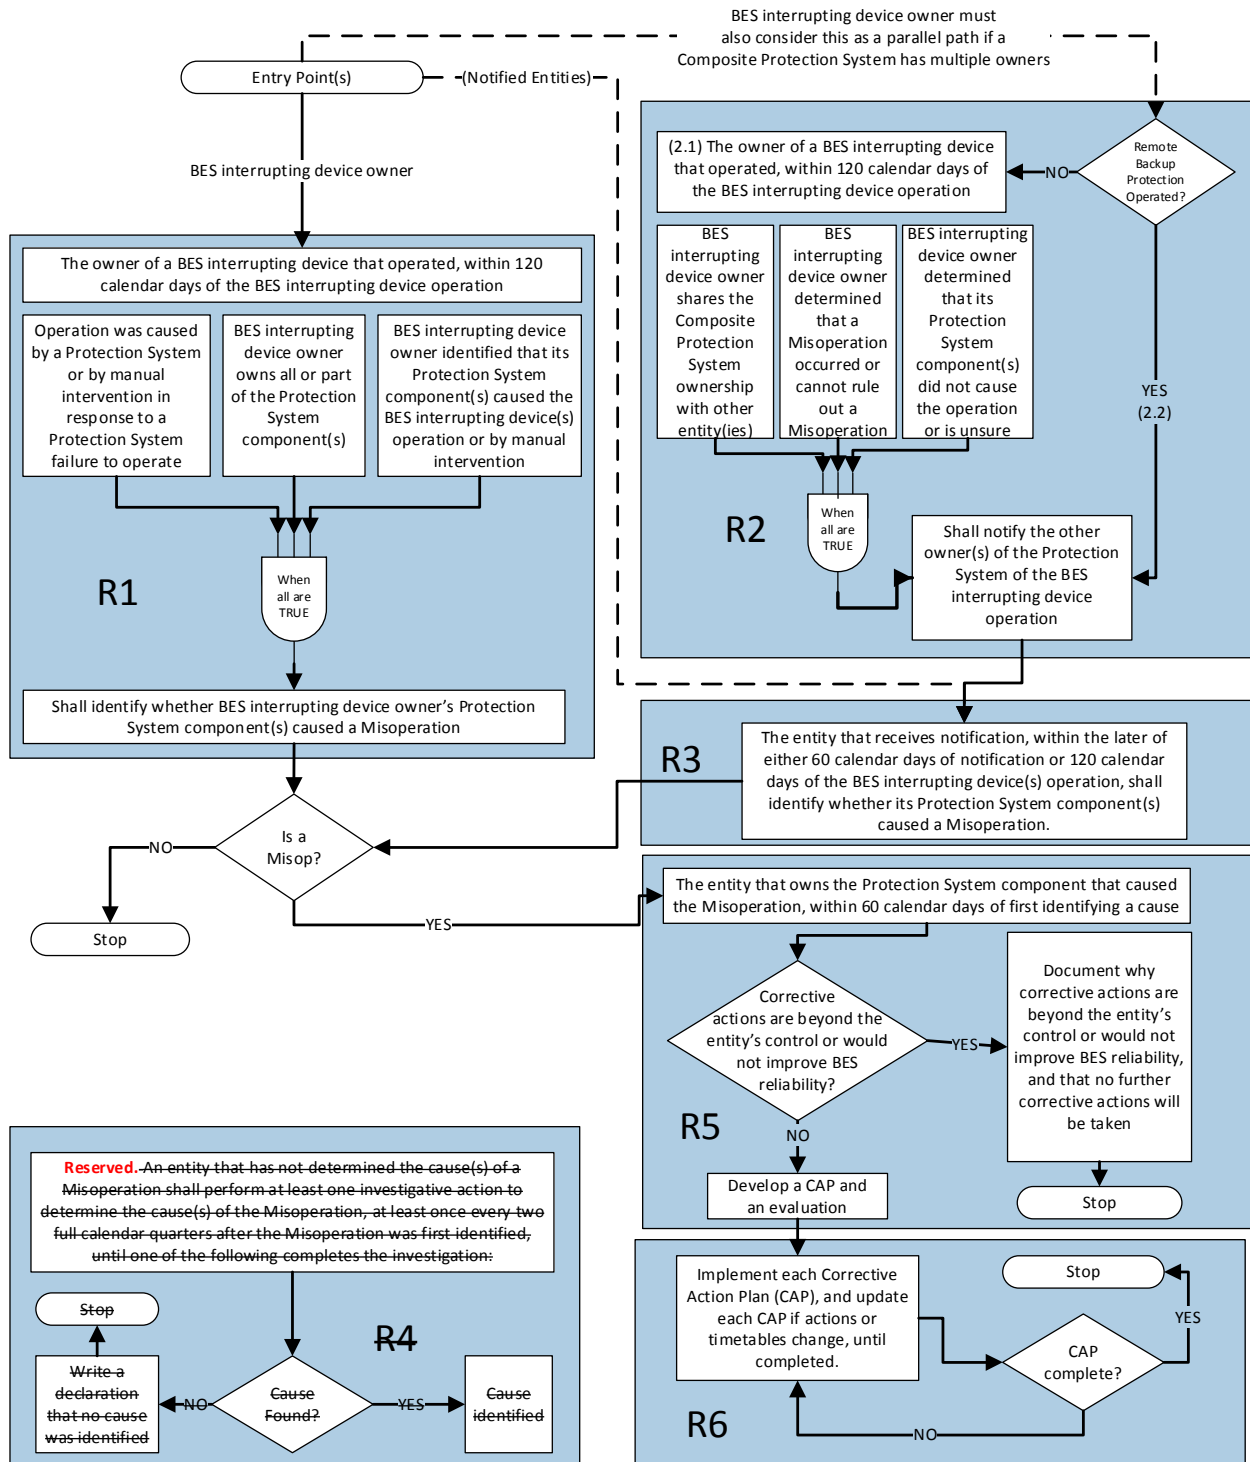 BES interrupting device owner must
also consider this as a parallel path if a
Composite Protection System has multiple owners
Entry Point(s)
(Notified Entities)
BES interrupting device owner
Remote
Backup
Protection
Operated?
NO
(2.1) The owner of a BES interrupting device
that operated, within 120 calendar days of
the BES interrupting device operation
BES
interrupting
device owner
shares the
Composite
Protection
System
ownership
with other
entity(ies)
BES
interrupting
device owner
determined
that a
Misoperation
occurred or
cannot rule
out a
Misoperation
BES interrupting
device owner
determined
that its
Protection
System
component(s)
did not cause
the operation
or is unsure
YES
(2.2)
When
all are
TRUE
R2
Shall notify the other
owner(s) of the Protection
System of the BES
interrupting device
operation
The owner of a BES interrupting device that operated, within 120
calendar days of the BES interrupting device operation
Operation was caused
by a Protection System
or by manual
intervention in
response to a
Protection System
failure to operate
BES interrupting
device owner
owns all or part
of the Protection
System
component(s)
BES interrupting device
owner identified that its
Protection System
component(s) caused the
BES interrupting device(s)
operation or by manual
intervention
R1
When
all are
TRUE
Shall identify whether BES interrupting device owner's Protection
System component(s) caused a Misoperation
R3
The entity that receives notification, within the later of
either 60 calendar days of notification or 120 calendar
days of the BES interrupting device(s) operation, shall
identify whether its Protection System component(s)
caused a Misoperation.
Is a
Misop?
NO
Stop
YES
The entity that owns the Protection System component that caused
the Misoperation, within 60 calendar days of first identifying a cause
Corrective
actions are beyond the
entity's control or would
not improve BES
reliability?
YES
Document why
corrective actions are
beyond the entity's
control or would not
improve BES reliability,
and that no further
corrective actions will
be taken
Stop
R5
NO
Develop a CAP and
an evaluation
Reserved. An entity that has not determined the cause(s) of a
Misoperation shall perform at least one investigative action to
determine the cause(s) of the Misoperation, at least once every two
full calendar quarters after the Misoperation was first identified,
until one of the following completes the investigation:
Stop
R4
Write a
declaration
that no cause
was identified
NO
Cause
Found?
YES
Cause
identified
Implement each Corrective
Action Plan (CAP), and update
each CAP if actions or
timetables change, until
completed.
Stop
YES
CAP
complete?
NO
R6